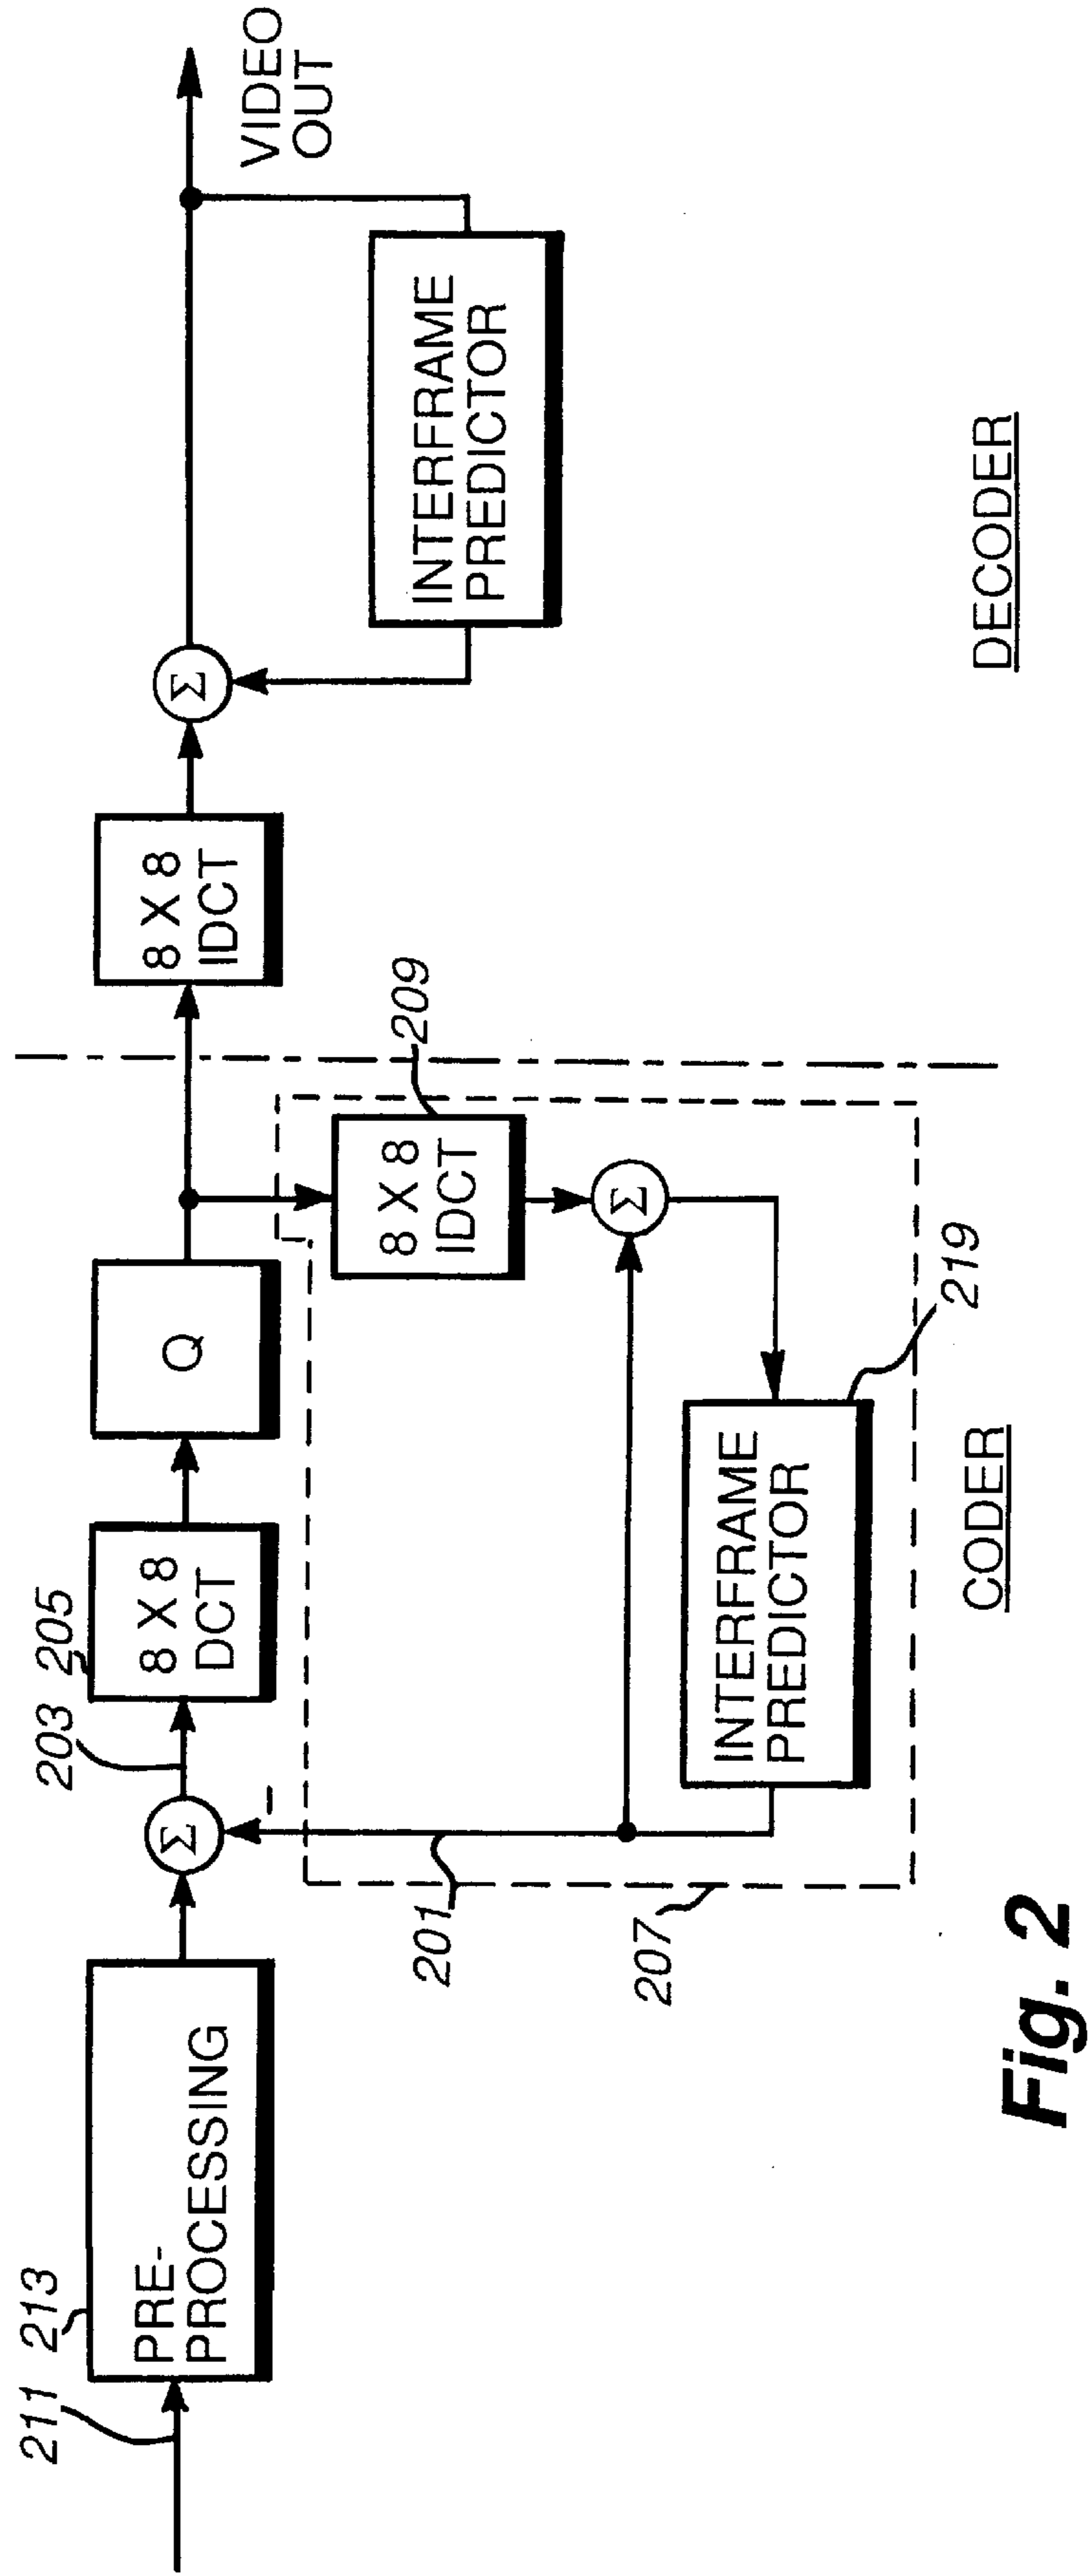 211
213
PRE-
PROCESSING
Σ
203
205
8 X 8
DCT
Q
8 X 8
IDCT
Σ
VIDEO
OUT
INTERFRAME
PREDICTOR
-
201
207
8 X 8
IDCT
209
Σ
INTERFRAME
PREDICTOR
219
CODER
DECODER
Fig. 2